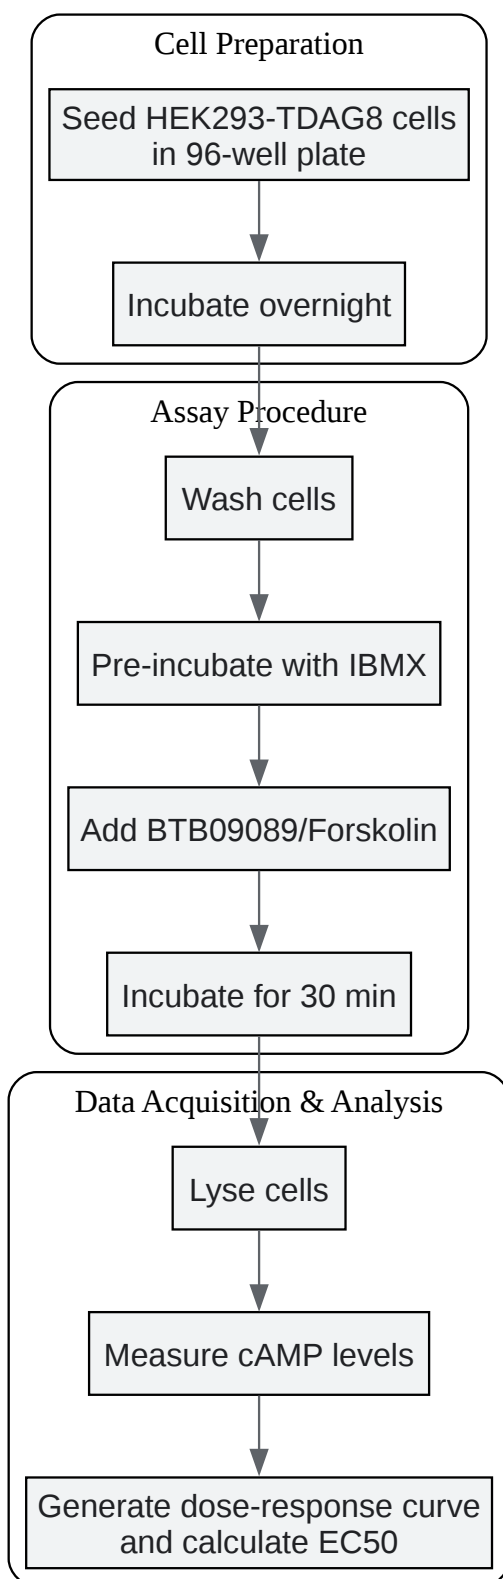 Cell Preparation
Seed HEK293-TDAG8 cells
in 96-well plate
Incubate overnight
Assay Procedure
Wash cells
Pre-incubate with IBMX
Add BTB09089/Forskolin
Incubate for 30 min
Data Acquisition & Analysis
Lyse cells
Measure cAMP levels
Generate dose-response curve
and calculate EC50